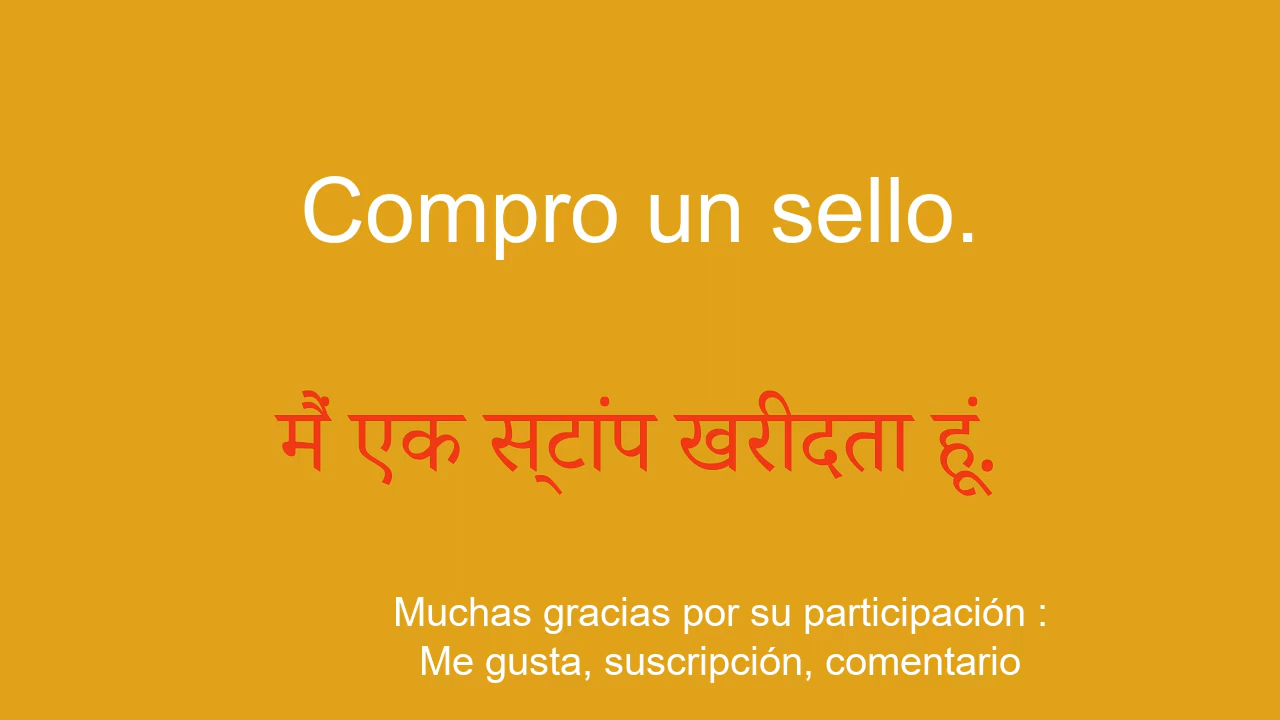 Compro un sello.
मैं एक स्टांप खरीदता हूं.
Muchas gracias por su participación :
Me gusta, suscripción, comentario